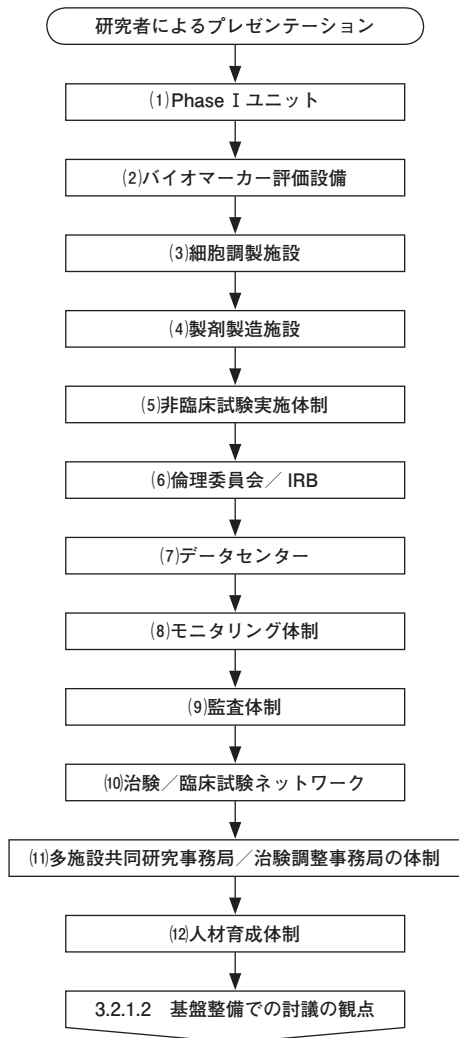 研究者によるプレゼンテーション
⑴Phase Ⅰユニット
⑵バイオマーカー評価設備
⑶細胞調製施設
⑷製剤製造施設
⑸非臨床試験実施体制
⑹倫理委員会／IRB
⑺データセンター
⑻モニタリング体制
⑼監査体制
⑽治験／臨床試験ネットワーク
⑾多施設共同研究事務局／治験調整事務局の体制
⑿人材育成体制
3.2.1.2　基盤整備での討議の観点